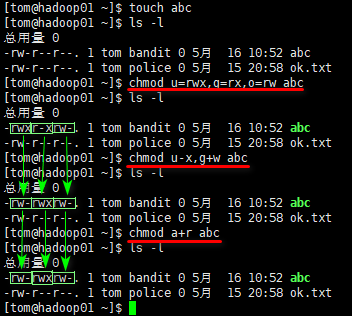 [tom@hadoop01 ~]$ touch abc
[tom@hadoop01 ~]$ ls -l
总用量 0
-rw-r--r--. 1 tom bandit 0 5月  16 10:52 abc
-rw-r--r--. 1 tom police 0 5月  15 20:58 ok.txt
[tom@hadoop01 ~]$ chmod u=rwx,g=rx,o=rw abc
[tom@hadoop01 ~]$ ls -l
总用量 0
-rwxr-xrw-. 1 tom bandit 0 5月  16 10:52 abc
-rw-r--r--. 1 tom police 0 5月  15 20:58 ok.txt
[tom@hadoop01 ~]$ chmod u-x,g+w abc
[tom@hadoop01 ~]$ ls -l
总用量 0
-rw-rwxrw-. 1 tom bandit 0 5月  16 10:52 abc
-rw-r--r--. 1 tom police 0 5月  15 20:58 ok.txt
[tom@hadoop01 ~]$ chmod a+r abc
[tom@hadoop01 ~]$ ls -l
总用量 0
-rw-rwxrw-. 1 tom bandit 0 5月  16 10:52 abc
-rw-r--r--. 1 tom police 0 5月  15 20:58 ok.txt
[tom@hadoop01 ~]$